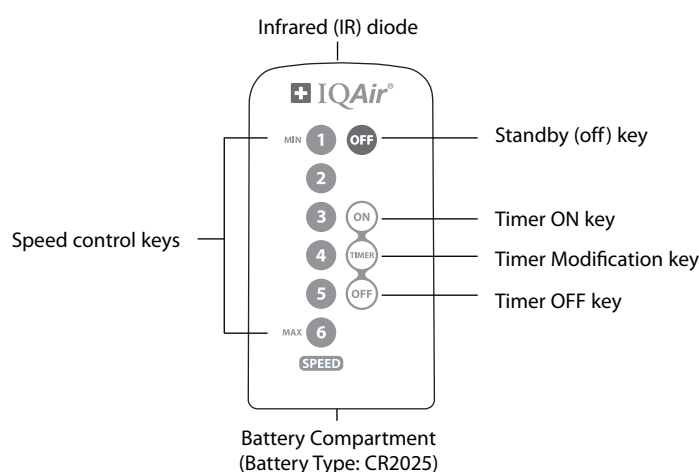 Infrared (IR) diode
IQAir®
MIN 1 OFF
Standby (off) key
2
3 ON
Timer ON key
Speed control keys
4 TIMER
Timer Modification key
5 OFF
Timer OFF key
MAX 6
SPEED
Battery Compartment
(Battery Type: CR2025)